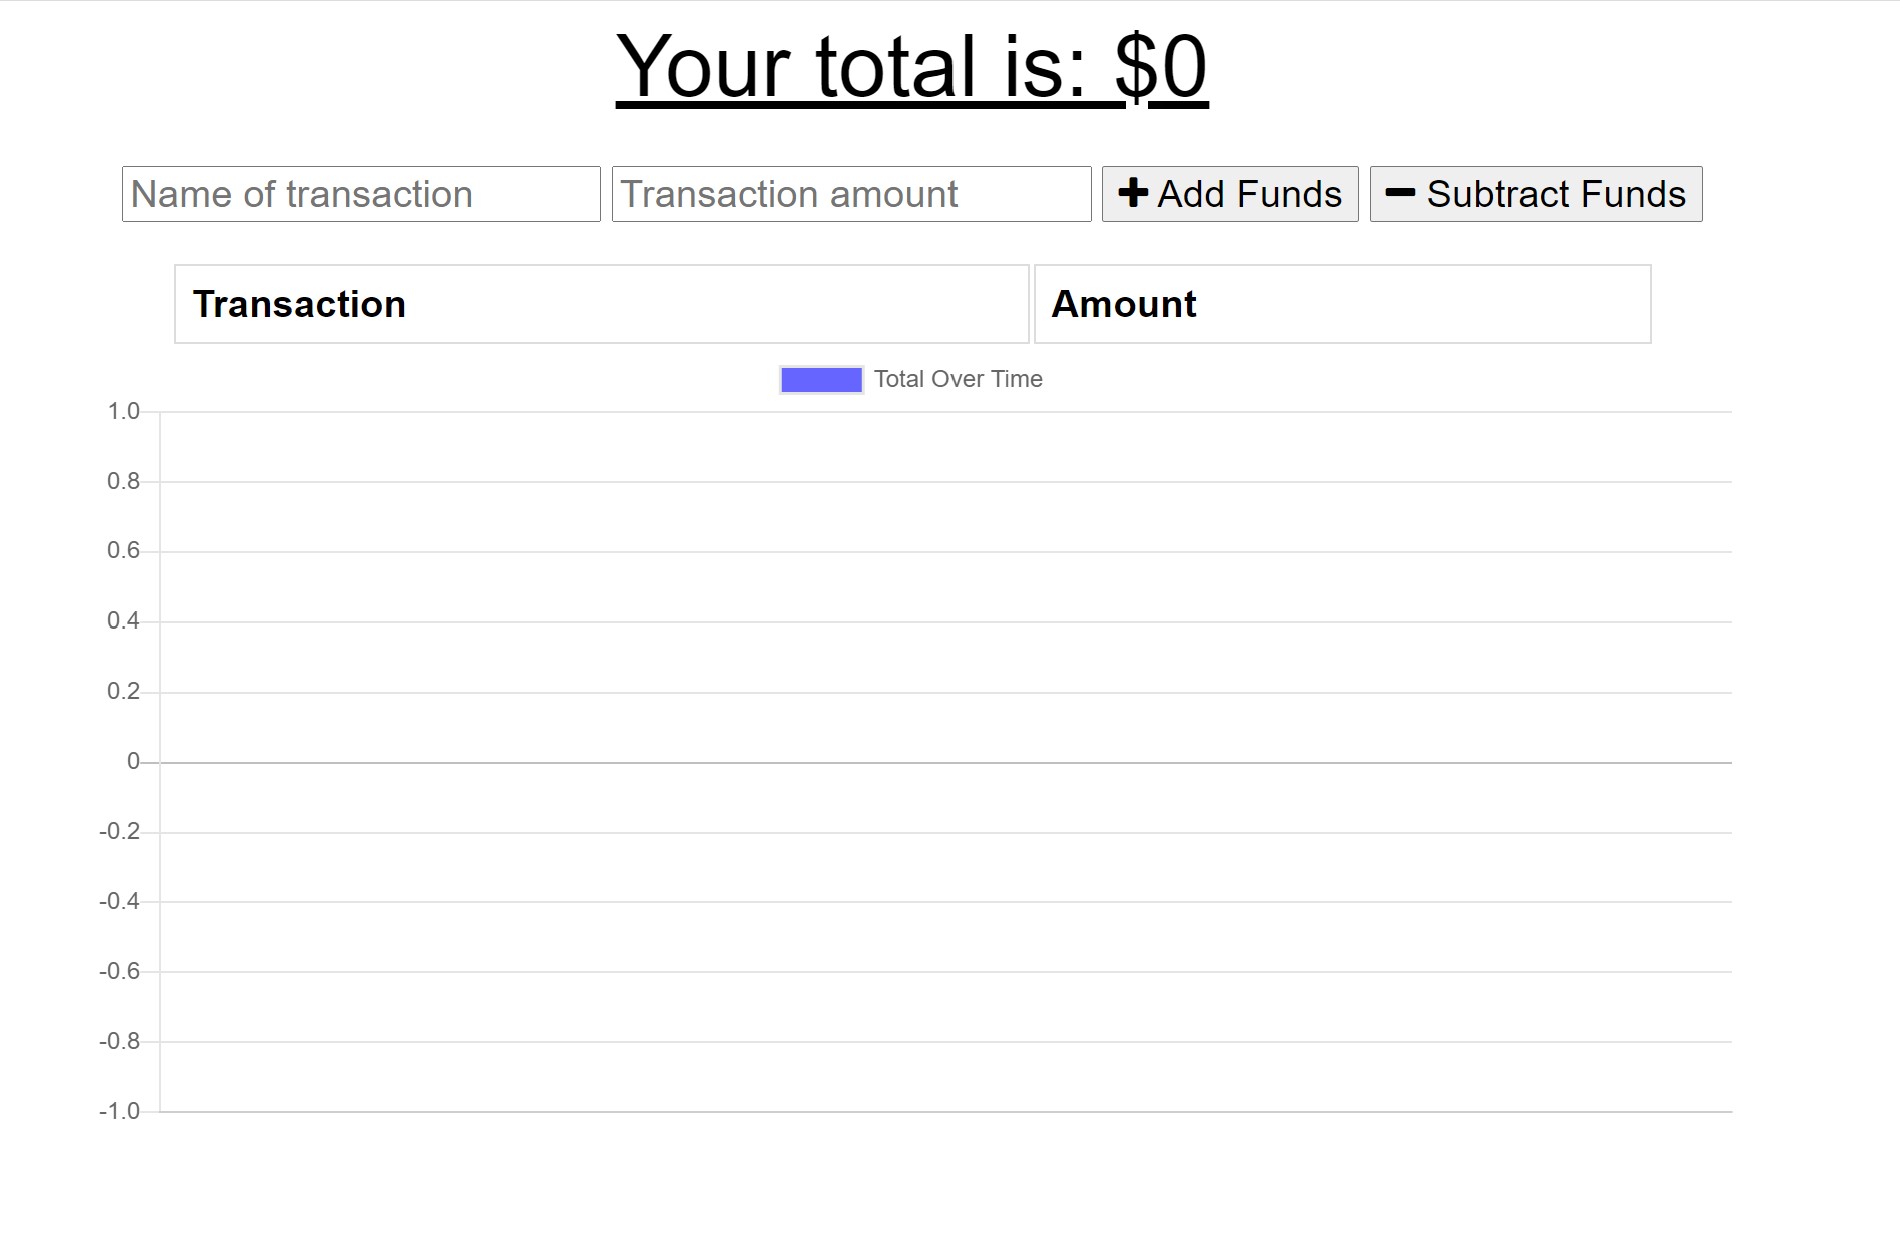 Your total is: $0
Name of transaction Transaction amount Add Funds Subtract Funds
Transaction Amount
Total Over Time
1.0
0.8
0.6
0.4
0.2
0
-0.2
-0.4
-0.6
-0.8
-1.0